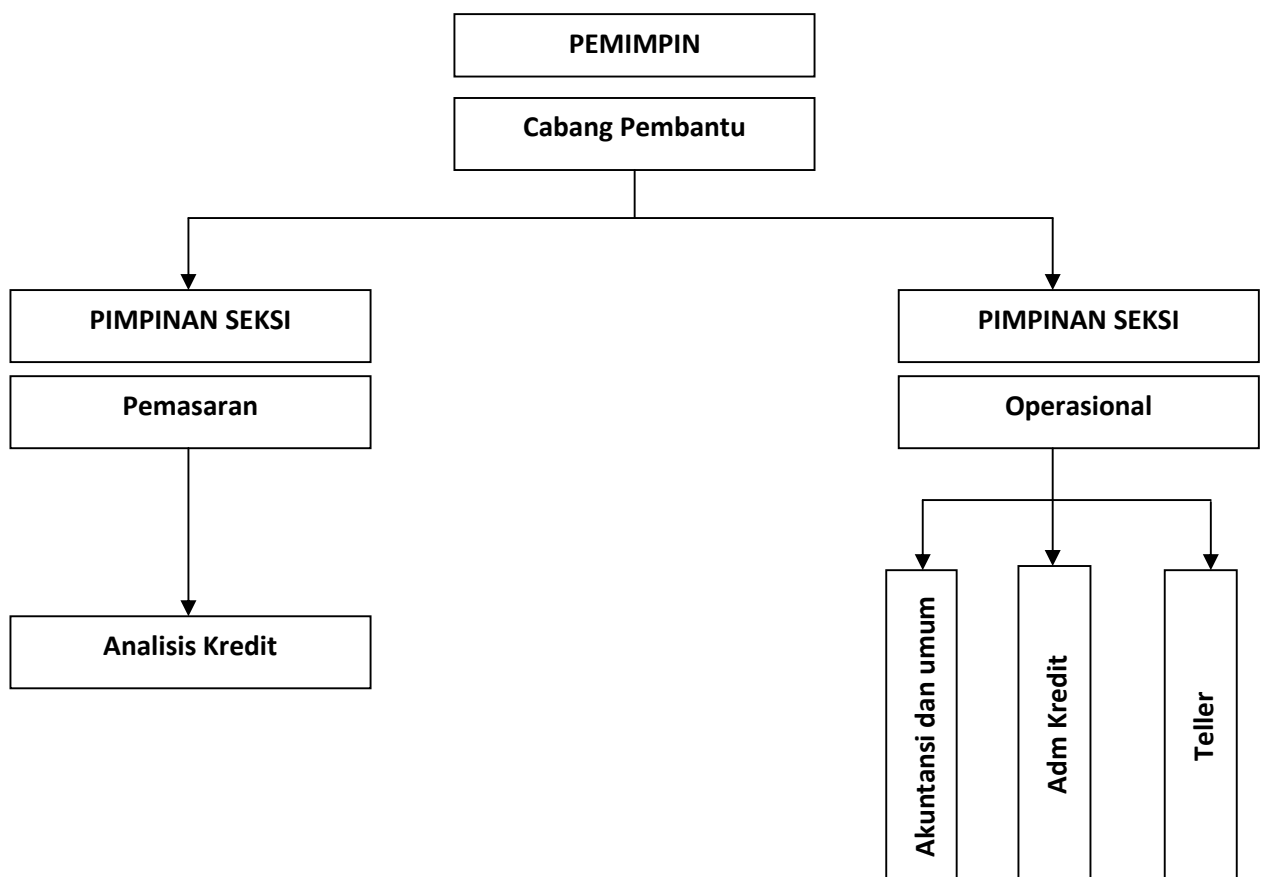 PEMIMPIN
Cabang Pembantu
PIMPINAN SEKSI
Pemasaran
Analisis Kredit
PIMPINAN SEKSI
Operasional
Akuntansi dan umum
Adm Kredit
Teller